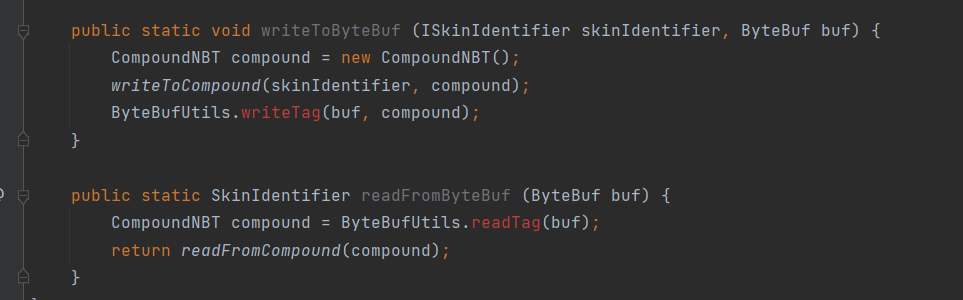 public static void writeToByteBuf (ISkinIdentifier skinIdentifier, ByteBuf buf) {
CompoundNBT compound = new CompoundNBT();
writeToCompound(skinIdentifier, compound);
ByteBufUtils.writeTag(buf, compound);
}
public static SkinIdentifier readFromByteBuf (ByteBuf buf) {
CompoundNBT compound = ByteBufUtils.readTag(buf);
return readFromCompound(compound);
}